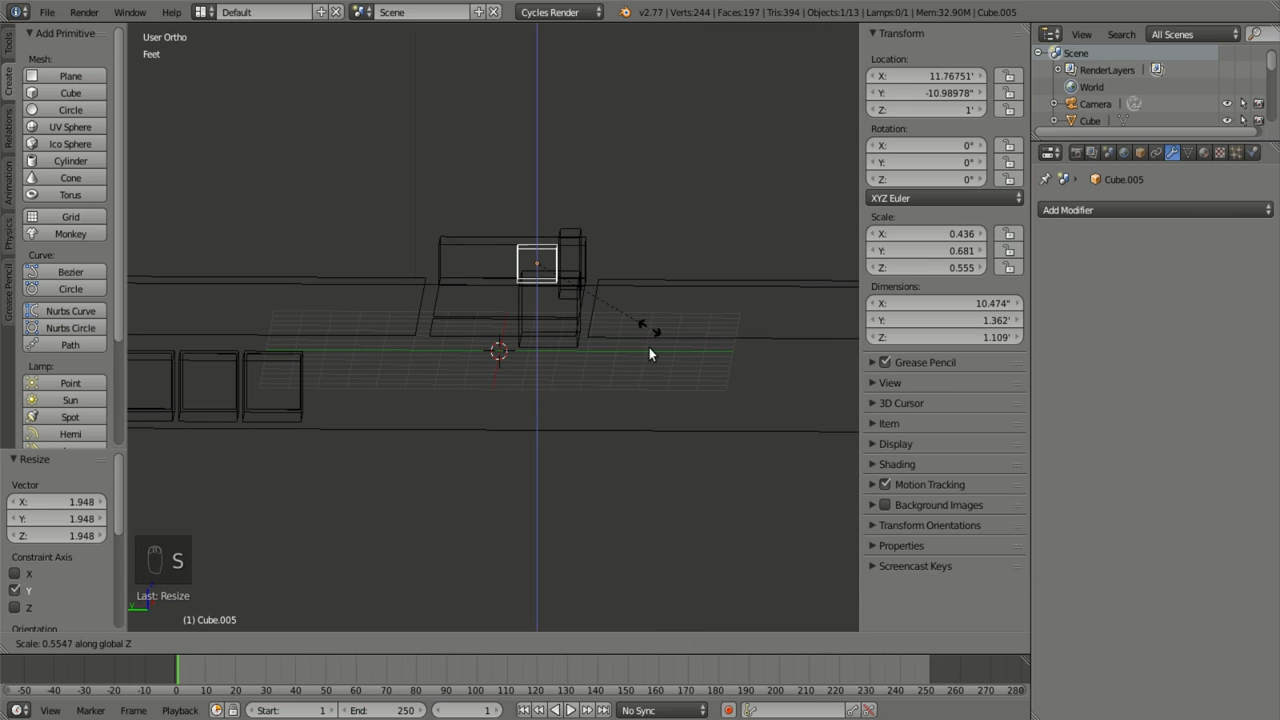 File Render Window Help Default Scene Cycles Render v2.77 | Verts:244 | Faces:197 | Tris:394 | Objects:1/13 | Lamps:0/1 | Mem:32.90M | Cube.005
Tools
Create
Relations
Animation
Physics
Grease Pencil
Add Primitive
Mesh:
Plane
Cube
Circle
UV Sphere
Ico Sphere
Cylinder
Cone
Torus
Grid
Monkey
Curve:
Bezier
Circle
Nurbs Curve
Nurbs Circle
Path
Lamp:
Point
Sun
Spot
Hemi
Resize
Vector
X: 1.948
Y: 1.948
Z: 1.948
Constraint Axis
X
Y
Z
Orientation
User Ortho
Feet
S
Last: Resize
(1) Cube.005
Scale: 0.5547 along global Z
Transform
Location:
X: 11.76751'
Y: -10.98978'
Z: 1'
Rotation:
X: 0°
Y: 0°
Z: 0°
XYZ Euler
Scale:
X: 0.436
Y: 0.681
Z: 0.555
Dimensions:
X: 10.474"
Y: 1.362'
Z: 1.109'
Grease Pencil
View
3D Cursor
Item
Display
Shading
Motion Tracking
Background Images
Transform Orientations
Properties
Screencast Keys
View Search All Scenes
Scene
RenderLayers
World
Camera
Cube
Cube.005
Add Modifier
-50 -40 -30 -20 -10 0 10 20 30 40 50 60 70 80 90 100 110 120 130 140 150 160 170 180 190 200 210 220 230 240 250 260 270 280
View Marker Frame Playback Start: 1 End: 250 1 No Sync